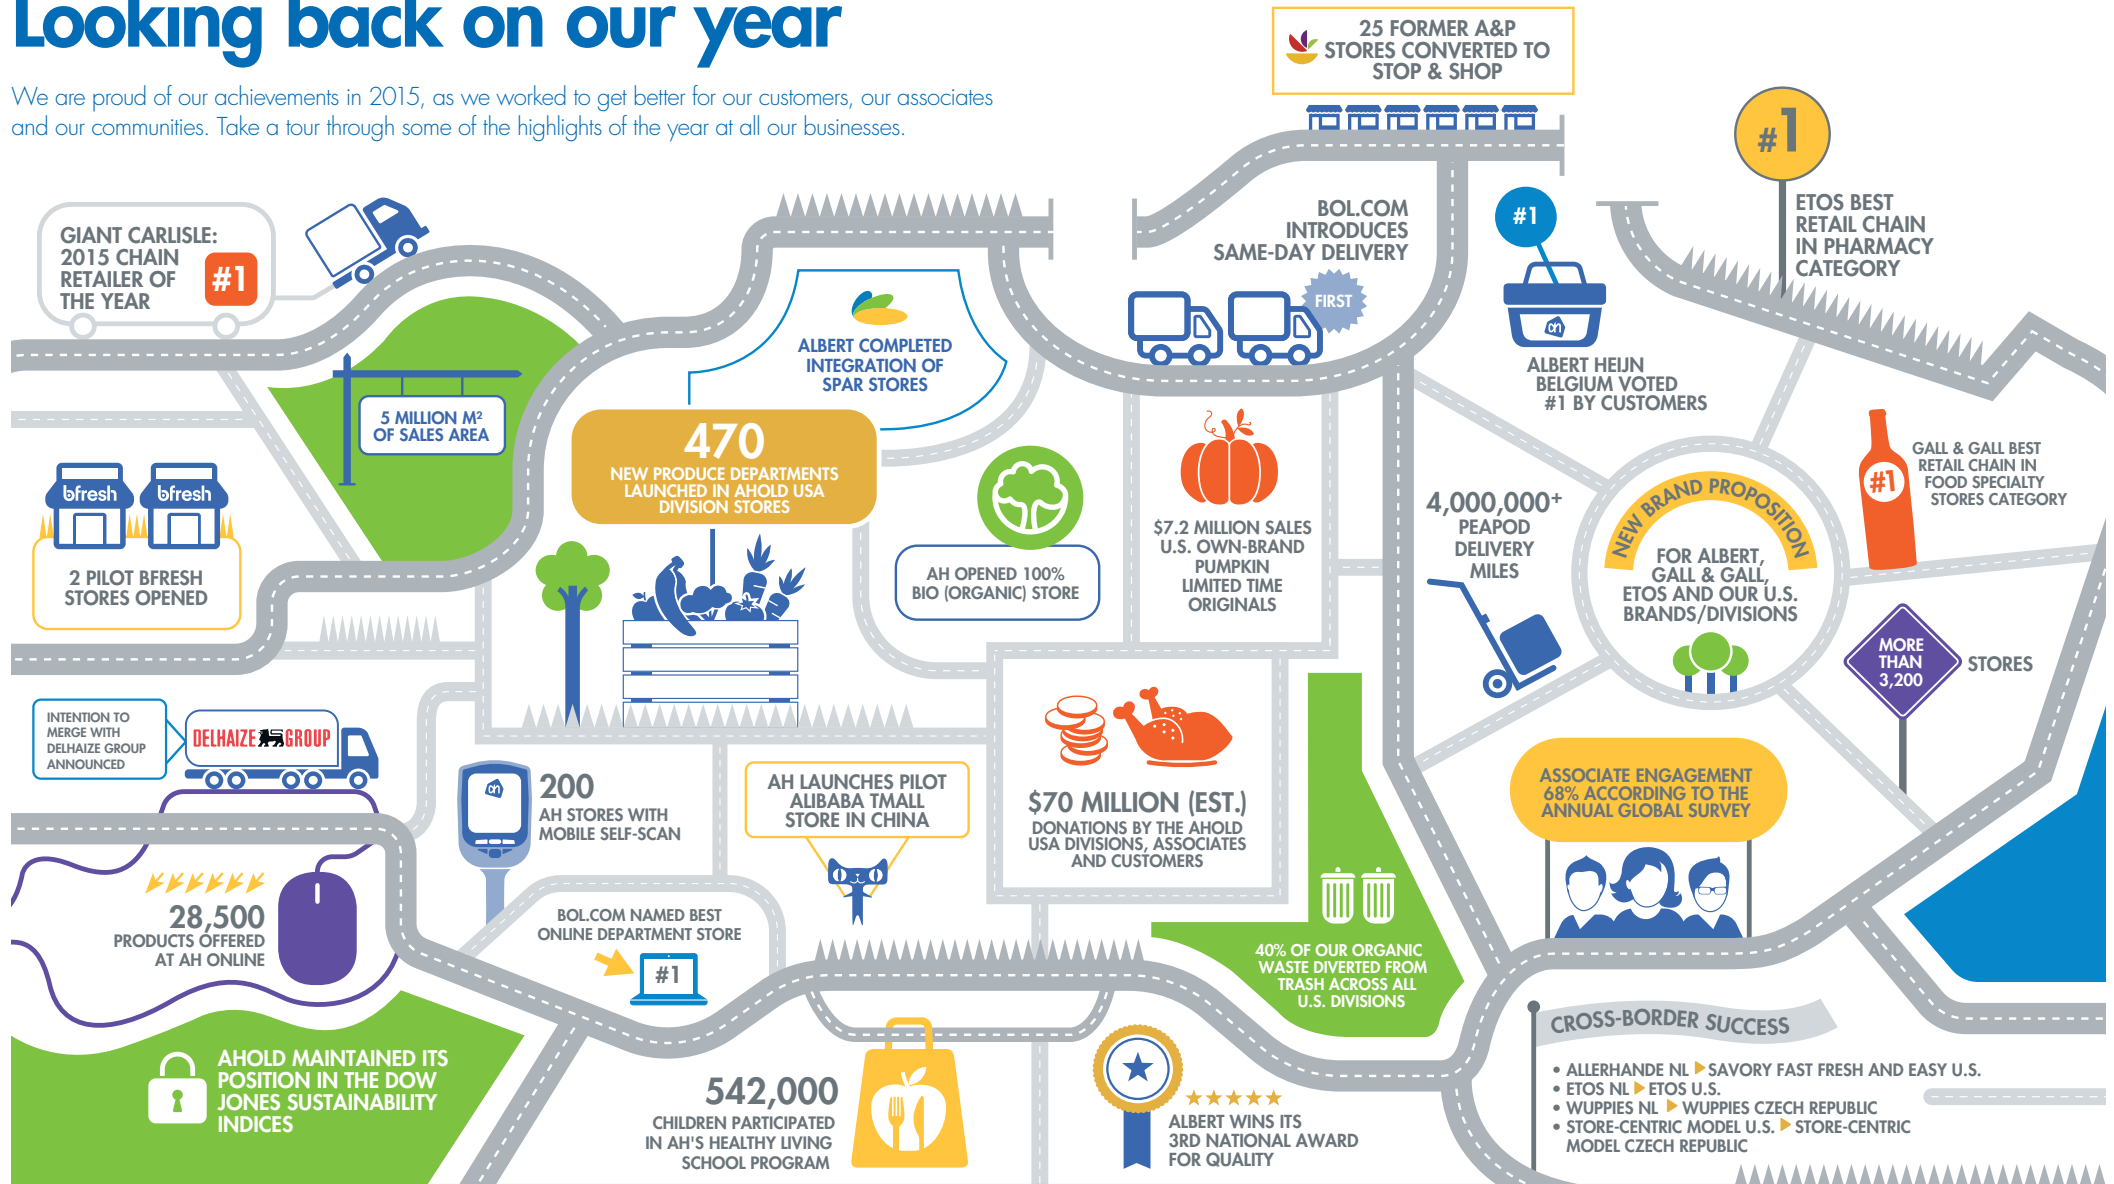 Looking back on our year
We are proud of our achievements in 2015, as we worked to get better for our customers, our associates
and our communities. Take a tour through some of the highlights of the year at all our businesses.
25 FORMER A&P
STORES CONVERTED TO
STOP & SHOP
#1
ETOS BEST
RETAIL CHAIN
IN PHARMACY
CATEGORY
GIANT CARLISLE:
2015 CHAIN
RETAILER OF
THE YEAR
#1
BOL.COM
INTRODUCES
SAME-DAY DELIVERY
FIRST
#1
ah
ALBERT HEIJN
BELGIUM VOTED
#1 BY CUSTOMERS
ALBERT COMPLETED
INTEGRATION OF
SPAR STORES
5 MILLION M²
OF SALES AREA
470
NEW PRODUCE DEPARTMENTS
LAUNCHED IN AHOLD USA
DIVISION STORES
bfresh
bfresh
2 PILOT BFRESH
STORES OPENED
AH OPENED 100%
BIO (ORGANIC) STORE
$7.2 MILLION SALES
U.S. OWN-BRAND
PUMPKIN
LIMITED TIME
ORIGINALS
4,000,000+
PEAPOD
DELIVERY
MILES
NEW BRAND PROPOSITION
FOR ALBERT,
GALL & GALL,
ETOS AND OUR U.S.
BRANDS/DIVISIONS
#1
GALL & GALL BEST
RETAIL CHAIN IN
FOOD SPECIALTY
STORES CATEGORY
MORE
THAN
3,200
STORES
INTENTION TO
MERGE WITH
DELHAIZE GROUP
ANNOUNCED
DELHAIZE GROUP
ah
200
AH STORES WITH
MOBILE SELF-SCAN
AH LAUNCHES PILOT
ALIBABA TMALL
STORE IN CHINA
$70 MILLION (EST.)
DONATIONS BY THE AHOLD
USA DIVISIONS, ASSOCIATES
AND CUSTOMERS
ASSOCIATE ENGAGEMENT
68% ACCORDING TO THE
ANNUAL GLOBAL SURVEY
28,500
PRODUCTS OFFERED
AT AH ONLINE
BOL.COM NAMED BEST
ONLINE DEPARTMENT STORE
#1
40% OF OUR ORGANIC
WASTE DIVERTED FROM
TRASH ACROSS ALL
U.S. DIVISIONS
AHOLD MAINTAINED ITS
POSITION IN THE DOW
JONES SUSTAINABILITY
INDICES
542,000
CHILDREN PARTICIPATED
IN AH'S HEALTHY LIVING
SCHOOL PROGRAM
ALBERT WINS ITS
3RD NATIONAL AWARD
FOR QUALITY
CROSS-BORDER SUCCESS
• ALLERHANDE NL ▶ SAVORY FAST FRESH AND EASY U.S.
• ETOS NL ▶ ETOS U.S.
• WUPPIES NL ▶ WUPPIES CZECH REPUBLIC
• STORE-CENTRIC MODEL U.S. ▶ STORE-CENTRIC
MODEL CZECH REPUBLIC